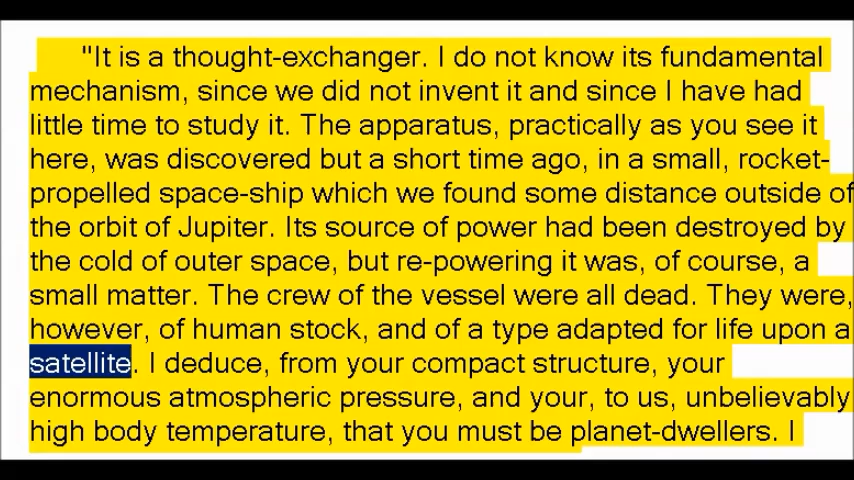 "It is a thought-exchanger. I do not know its fundamental
mechanism, since we did not invent it and since I have had
little time to study it. The apparatus, practically as you see it
here, was discovered but a short time ago, in a small, rocket-
propelled space-ship which we found some distance outside of
the orbit of Jupiter. Its source of power had been destroyed by
the cold of outer space, but re-powering it was, of course, a
small matter. The crew of the vessel were all dead. They were,
however, of human stock, and of a type adapted for life upon a
satellite. I deduce, from your compact structure, your
enormous atmospheric pressure, and your, to us, unbelievably
high body temperature, that you must be planet-dwellers. I